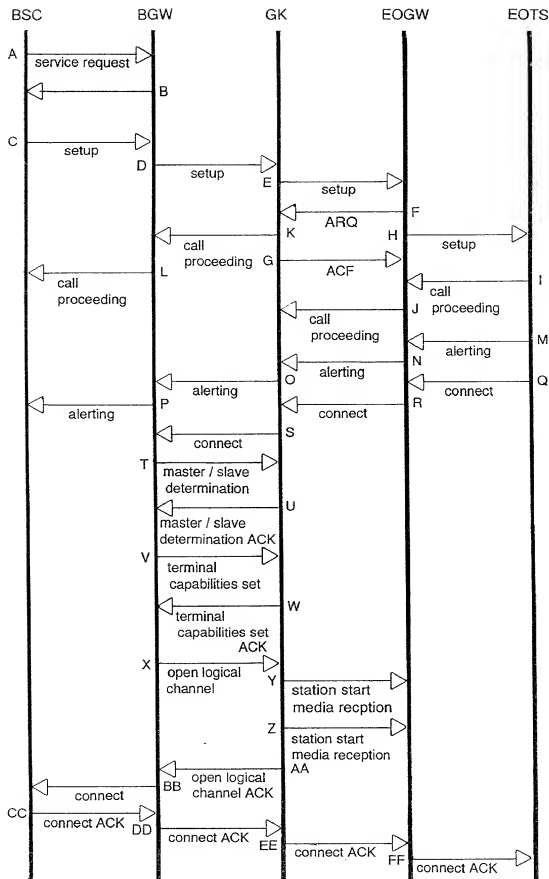 BSC BGW GK EOGW EOTS
A
service request
B
C
setup
D
setup
E
setup
F
ARQ
K
call
proceeding
H
setup
G
ACF
L
call
proceeding
I
call
proceeding
J
call
proceeding
M
alerting
N
alerting
O
alerting
Q
connect
P
alerting
R
connect
S
connect
T
master / slave
determination
U
master / slave
determination ACK
V
terminal
capabilities set
W
terminal
capabilities set
ACK
X
open logical
channel
Y
station start
media reception
Z
station start
media reception
AA
open logical
channel ACK
BB
connect
CC
connect ACK
DD
connect ACK
EE
connect ACK
FF
connect ACK